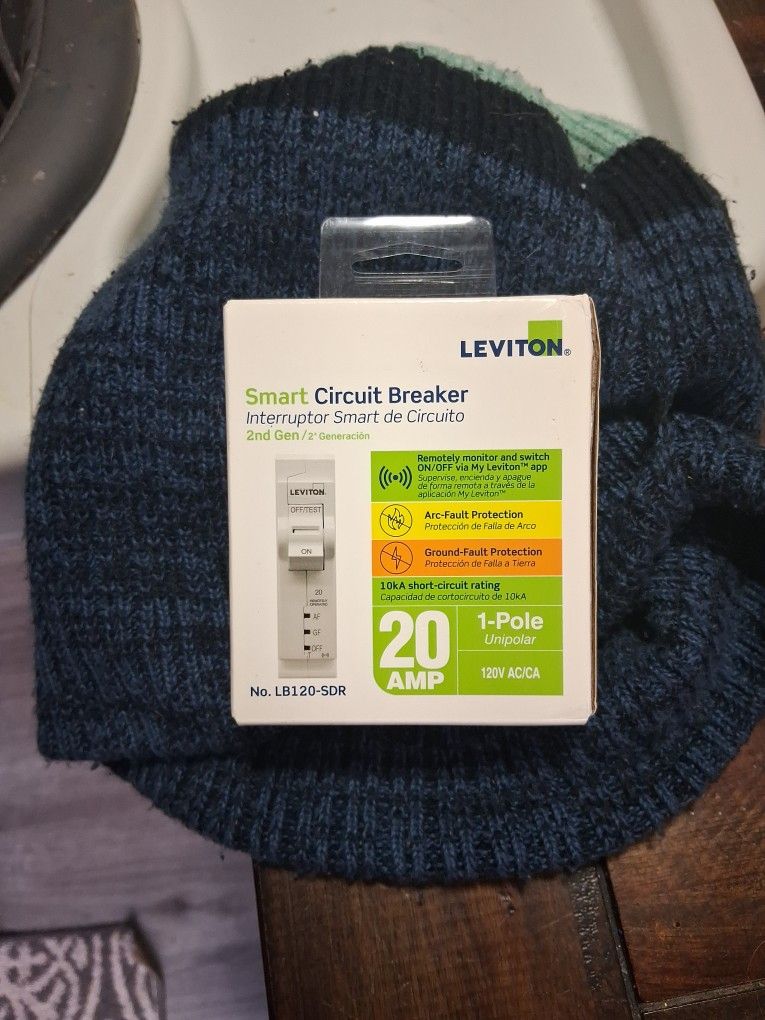 LEVITON®
Smart Circuit Breaker
Interruptor Smart de Circuito
2nd Gen / 2ª Generación
Remotely monitor and switch
ON/OFF via My Leviton™ app
Supervise, encienda y apague
de forma remota a través de la
aplicación My Leviton™
Arc-Fault Protection
Protección de Falla de Arco
Ground-Fault Protection
Protección de Falla a Tierra
10kA short-circuit rating
Capacidad de cortocircuito de 10kA
20
AMP
1-Pole
Unipolar
120V AC/CA
LEVITON
OFF/TEST
ON
20
REMOTELY
OPERATED
AF
GF
OFF
No. LB120-SDR